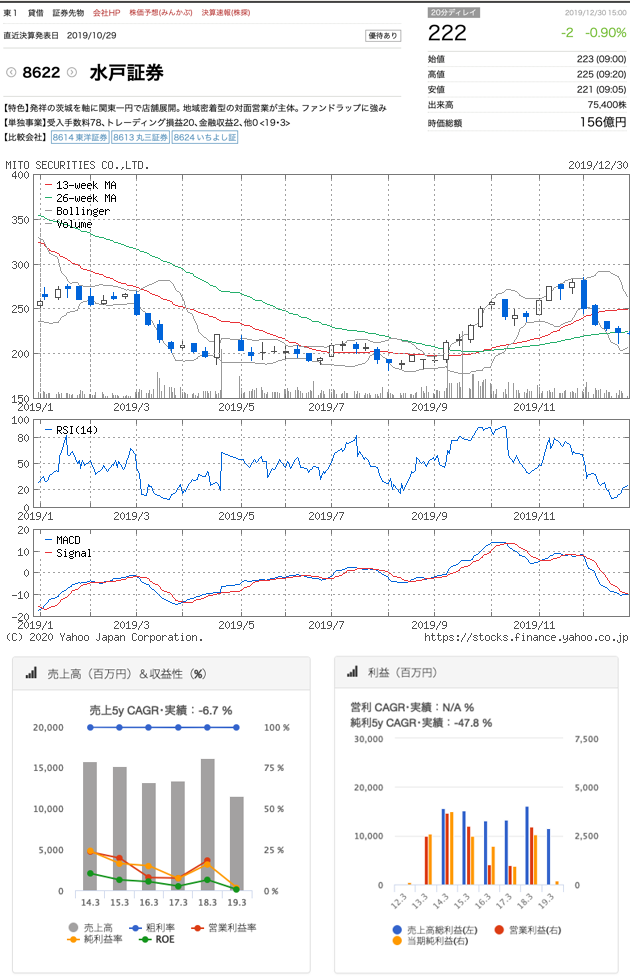 東1 貸借 証券先物 会社HP 株価予想(みんかぶ) 決算速報(株探)
20分ディレイ 2019/12/30 15:00
直近決算発表日 2019/10/29 優待あり
222 -2 -0.90%
8622 水戸証券
始値 223 (09:00)
高値 225 (09:20)
安値 221 (09:05)
出来高 75,400株
時価総額 156億円
【特色】発祥の茨城を軸に関東一円で店舗展開。地域密着型の対面営業が主体。ファンドラップに強み
【単独事業】受入手数料78、トレーディング損益20、金融収益2、他0 <19・3>
【比較会社】 8614 東洋証券 8613 丸三証券 8624 いちよし証
MITO SECURITIES CO.,LTD. 2019/12/30
400
350
300
250
200
150
13-week MA
26-week MA
Bollinger
Volume
2019/1 2019/3 2019/5 2019/7 2019/9 2019/11
100
80
50
20
0
RSI(14)
2019/1 2019/3 2019/5 2019/7 2019/9 2019/11
20
10
0
-10
-20
MACD
Signal
2019/1 2019/3 2019/5 2019/7 2019/9 2019/11
(C) 2020 Yahoo Japan Corporation. https://stocks.finance.yahoo.co.jp
売上高（百万円）＆収益性（%）
売上5y CAGR・実績：-6.7 %
20,000 100 %
15,000 75 %
10,000 50 %
5,000 25 %
0 0 %
14.3 15.3 16.3 17.3 18.3 19.3
売上高 粗利率 営業利益率
純利益率 ROE
利益（百万円）
営利 CAGR・実績：N/A %
純利5y CAGR・実績：-47.8 %
30,000 7,500
20,000 5,000
10,000 2,500
0 0
12.3 13.3 14.3 15.3 16.3 17.3 18.3 19.3
売上高総利益(左) 営業利益(右)
当期純利益(右)